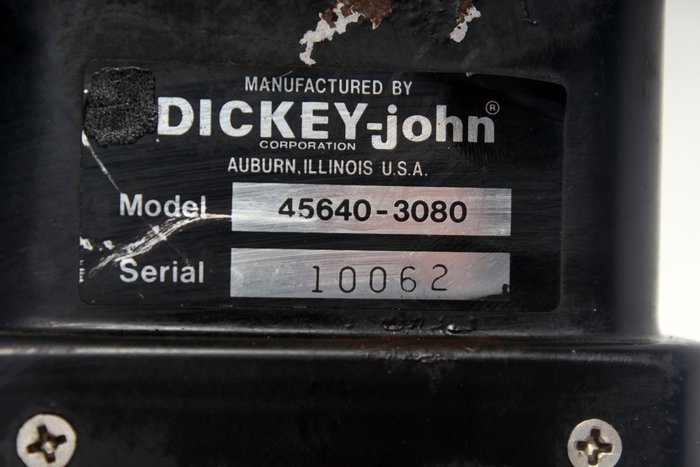 MANUFACTURED BY
DICKEY-john®
CORPORATION
AUBURN, ILLINOIS U.S.A.
Model 45640-3080
Serial 10062